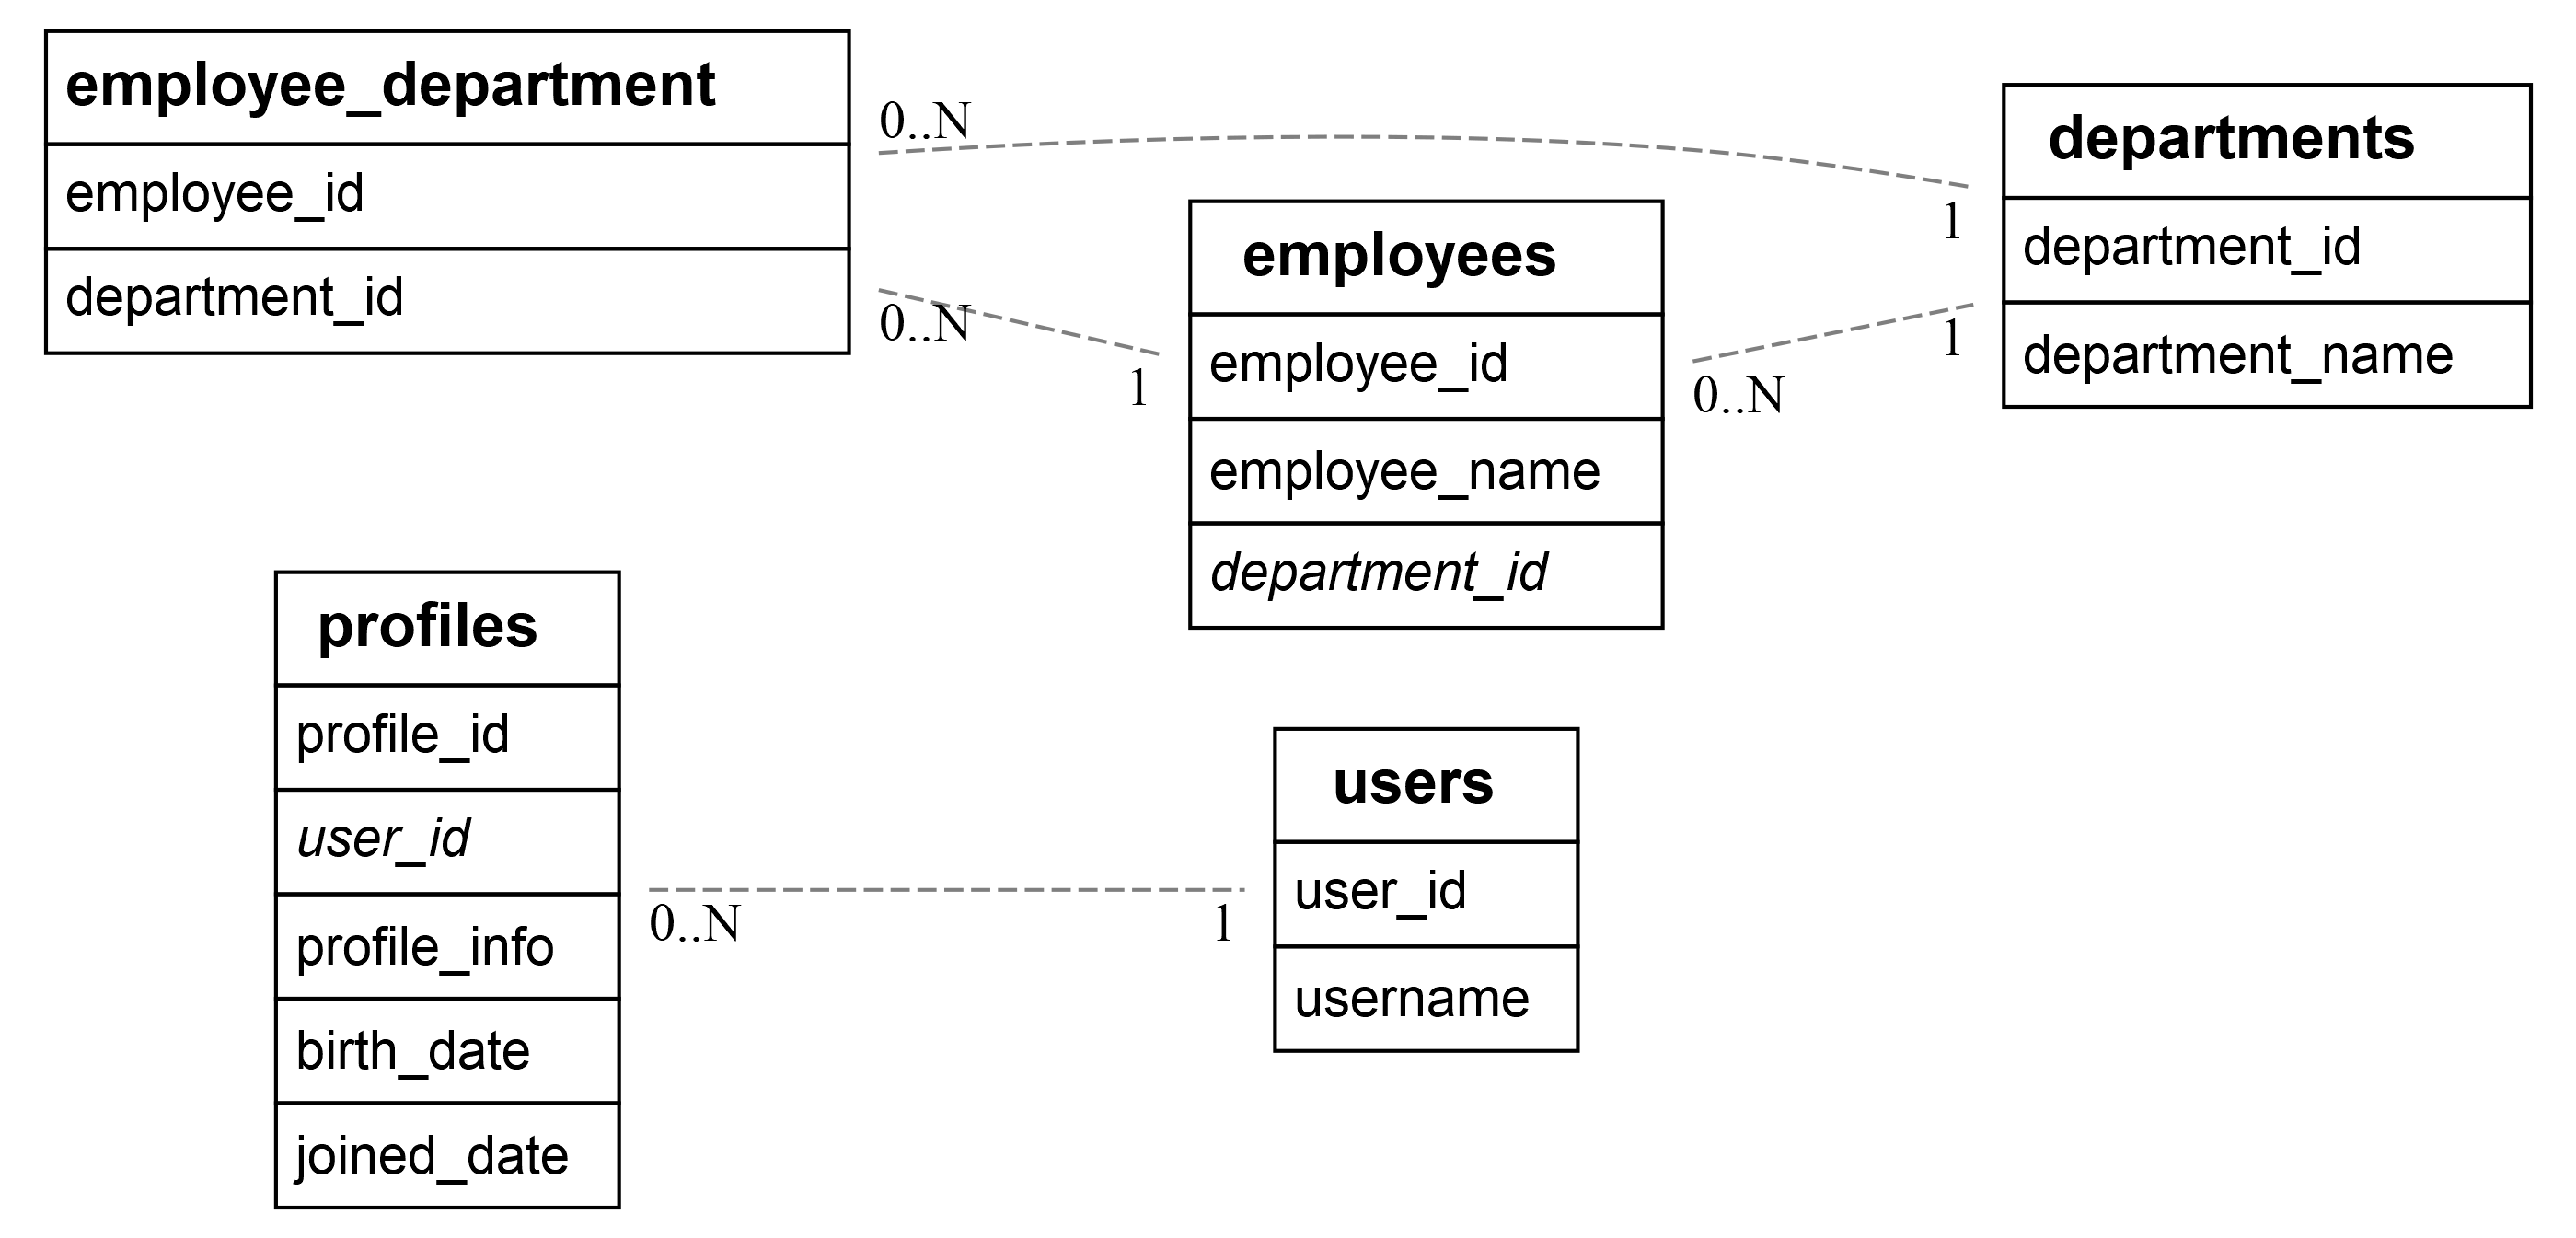 employee_department
employee_id
department_id
0..N
0..N
1
employees
employee_id
employee_name
department_id
0..N
1
1
departments
department_id
department_name
profiles
profile_id
user_id
profile_info
birth_date
joined_date
0..N
1
users
user_id
username